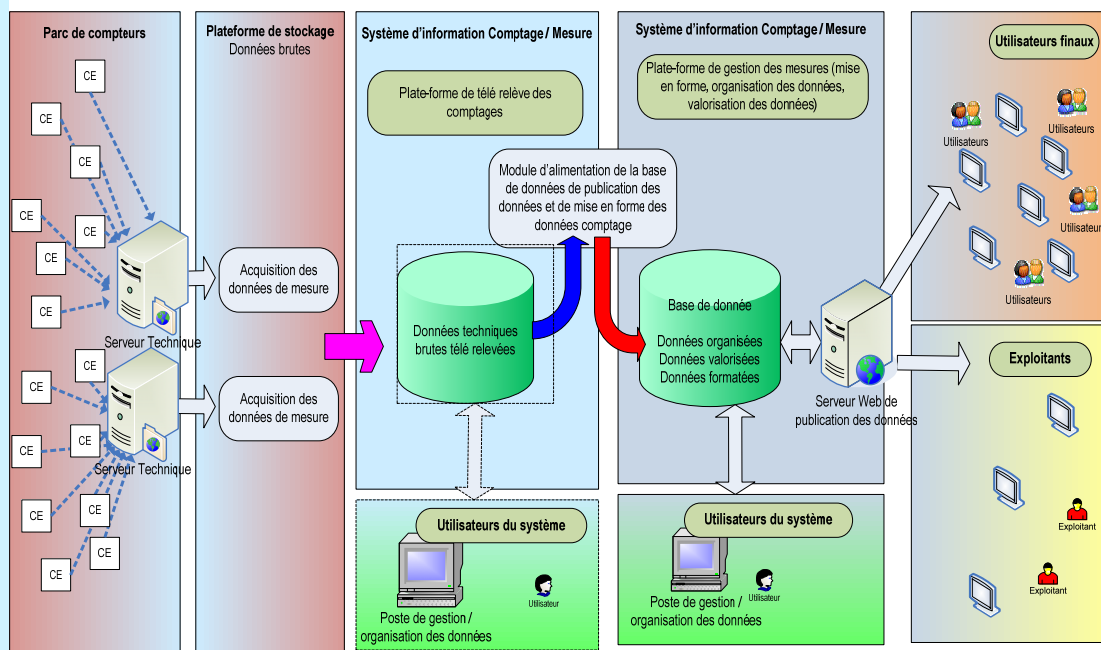 Parc de compteurs
CE
CE
CE
CE
CE
CE
CE
Serveur Technique
CE
CE
CE
CE
CE
CE
CE
CE
Serveur Technique
Plateforme de stockage
Données brutes
Acquisition des
données de mesure
Acquisition des
données de mesure
Système d'information Comptage / Mesure
Plate-forme de télé relève des
comptages
Module d'alimentation de la base
de données de publication des
données et de mise en forme des
données comptage
Données techniques
brutes télé relevées
Utilisateurs du système
Utilisateur
Poste de gestion /
organisation des données
Système d'information Comptage / Mesure
Plate-forme de gestion des mesures (mise
en forme, organisation des données,
valorisation des données)
Base de donnée
Données organisées
Données valorisées
Données formatées
Serveur Web de
publication des données
Utilisateurs du système
Utilisateur
Poste de gestion /
organisation des données
Utilisateurs finaux
Utilisateurs
Utilisateurs
Utilisateurs
Utilisateurs
Exploitants
Exploitant
Exploitant